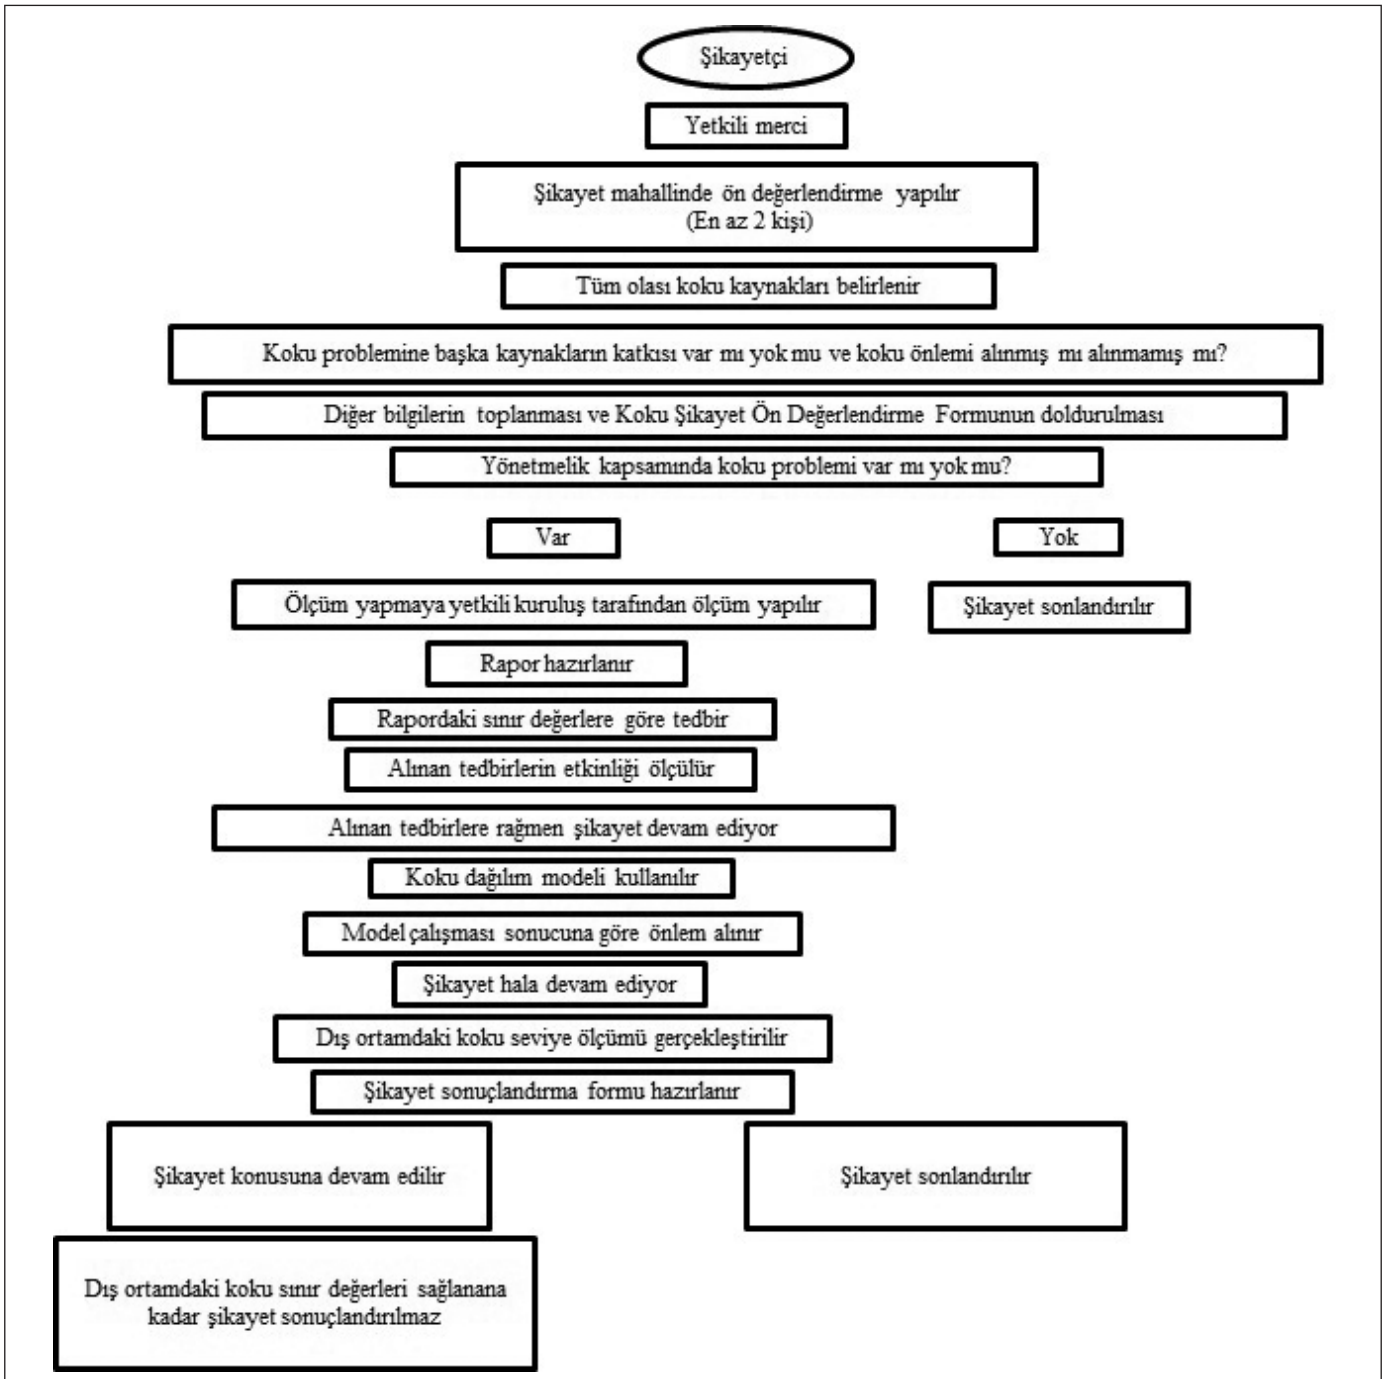 Şikayetçi
Yetkili merci
Şikayet mahallinde ön değerlendirme yapılır
(En az 2 kişi)
Tüm olası koku kaynakları belirlenir
Koku problemine başka kaynakların katkısı var mı yok mu ve koku önlemi alınmış mı alınmamış mı?
Diğer bilgilerin toplanması ve Koku Şikayet Ön Değerlendirme Formunun doldurulması
Yönetmelik kapsamında koku problemi var mı yok mu?
Var
Yok
Ölçüm yapmaya yetkili kuruluş tarafından ölçüm yapılır
Şikayet sonlandırılır
Rapor hazırlanır
Rapordaki sınır değerlere göre tedbir
Alınan tedbirlerin etkinliği ölçülür
Alınan tedbirlere rağmen şikayet devam ediyor
Koku dağılım modeli kullanılır
Model çalışması sonucuna göre önlem alınır
Şikayet hala devam ediyor
Dış ortamdaki koku seviye ölçümü gerçekleştirilir
Şikayet sonuçlandırma formu hazırlanır
Şikayet konusuna devam edilir
Şikayet sonlandırılır
Dış ortamdaki koku sınır değerleri sağlanana
kadar şikayet sonuçlandırılmaz